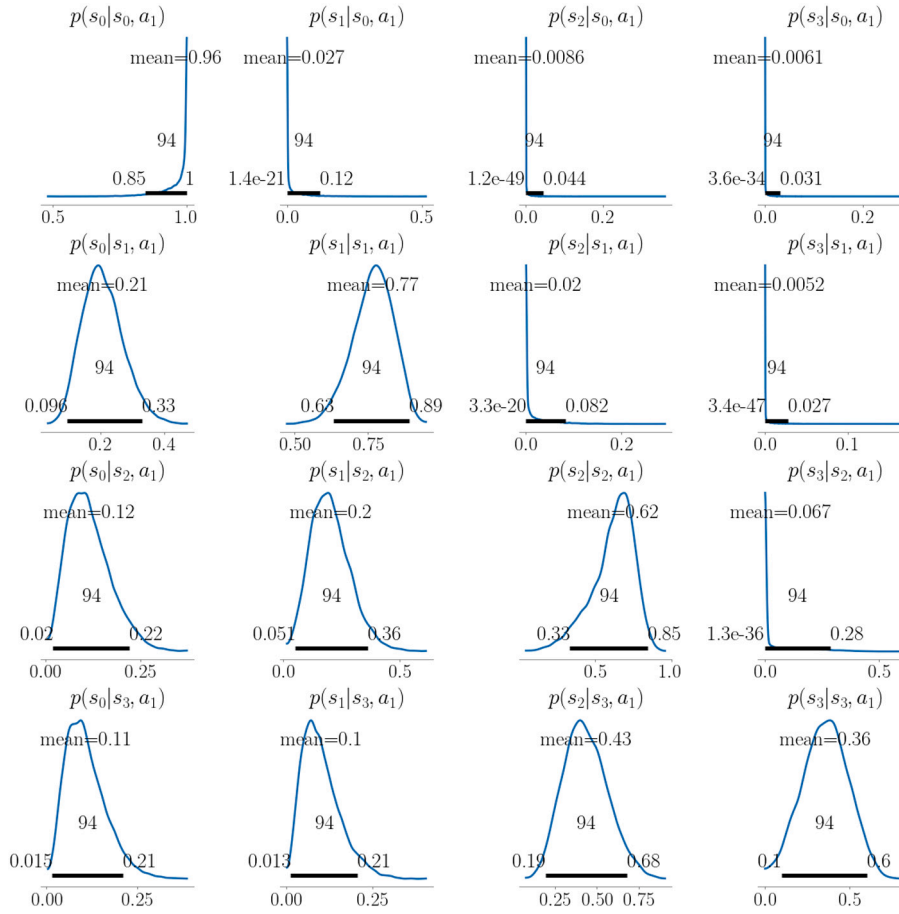 p(s₀|s₀, a₁) p(s₁|s₀, a₁) p(s₂|s₀, a₁) p(s₃|s₀, a₁)
mean=0.96 mean=0.027 mean=0.0086 mean=0.0061
94 94 94 94
0.85 1 1.4e-21 0.12 1.2e-49 0.044 3.6e-34 0.031
0.5 1.0 0.0 0.5 0.0 0.2 0.0 0.2
p(s₀|s₁, a₁) p(s₁|s₁, a₁) p(s₂|s₁, a₁) p(s₃|s₁, a₁)
mean=0.21 mean=0.77 mean=0.02 mean=0.0052
94 94 94 94
0.096 0.33 0.63 0.89 3.3e-20 0.082 3.4e-47 0.027
0.2 0.4 0.50 0.75 0.0 0.2 0.0 0.1
p(s₀|s₂, a₁) p(s₁|s₂, a₁) p(s₂|s₂, a₁) p(s₃|s₂, a₁)
mean=0.12 mean=0.2 mean=0.62 mean=0.067
94 94 94 94
0.02 0.22 0.051 0.36 0.33 0.85 1.3e-36 0.28
0.00 0.25 0.0 0.5 0.5 1.0 0.0 0.5
p(s₀|s₃, a₁) p(s₁|s₃, a₁) p(s₂|s₃, a₁) p(s₃|s₃, a₁)
mean=0.11 mean=0.1 mean=0.43 mean=0.36
94 94 94 94
0.015 0.21 0.013 0.21 0.19 0.68 0.1 0.6
0.00 0.25 0.00 0.25 0.25 0.50 0.75 0.0 0.5